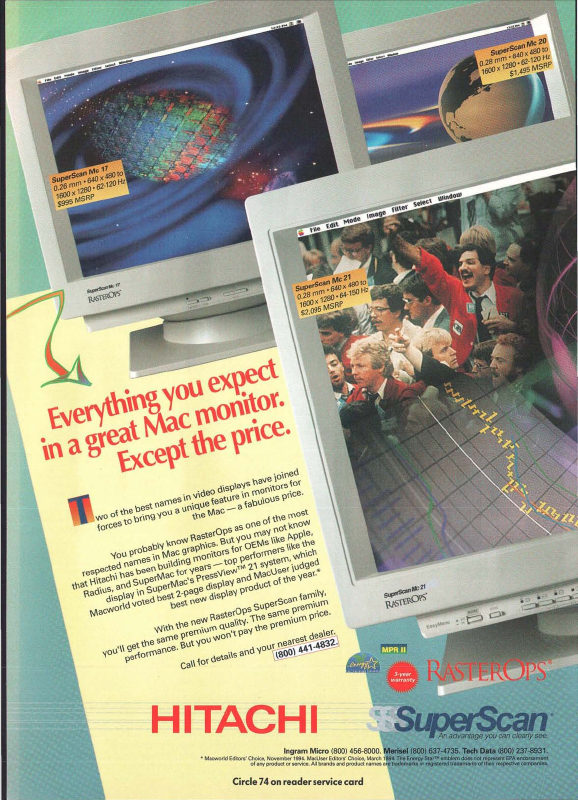 File Edit Mode Image Filter Select Window
SuperScan Mc 20
0.28 mm • 640 x 480 to
1600 x 1280 • 62-120 Hz
$1,495 MSRP
SuperScan Mc 17
0.26 mm • 640 x 480 to
1600 x 1280 • 62-120 Hz
$995 MSRP
File Edit Mode Image Filter Select Window
SuperScan Mc 21
0.28 mm • 640 x 480 to
1600 x 1280 • 64-150 Hz
$2,095 MSRP
SuperScan Mc 17
RASTEROPS
Everything you expect
in a great Mac monitor.
Except the price.
Two of the best names in video displays have joined
forces to bring you a unique feature in monitors for
the Mac — a fabulous price.
You probably know RasterOps as one of the most
respected names in Mac graphics. But you may not know
that Hitachi has been building monitors for OEMs like Apple,
Radius, and SuperMac for years — top performers like the
display in SuperMac's PressView™ 21 system, which
Macworld voted best 2-page display and MacUser judged
best new display product of the year.*
With the new RasterOps SuperScan family,
you'll get the same premium quality. The same premium
performance. But you won't pay the premium price.
Call for details and your nearest dealer.
(800) 441-4832
SuperScan Mc 21
RASTEROPS
EasyMenu
MPR II
3-year
warranty
RASTEROPS®
HITACHI
SuperScan
An advantage you can clearly see.
Ingram Micro (800) 456-8000. Merisel (800) 637-4735. Tech Data (800) 237-8931.
* Macworld Editors' Choice, November 1994. MacUser Editors' Choice, March 1994. The Energy Star™ emblem does not represent EPA endorsement
of any product or service. All brands and product names are trademarks or registered trademarks of their respective companies.
Circle 74 on reader service card